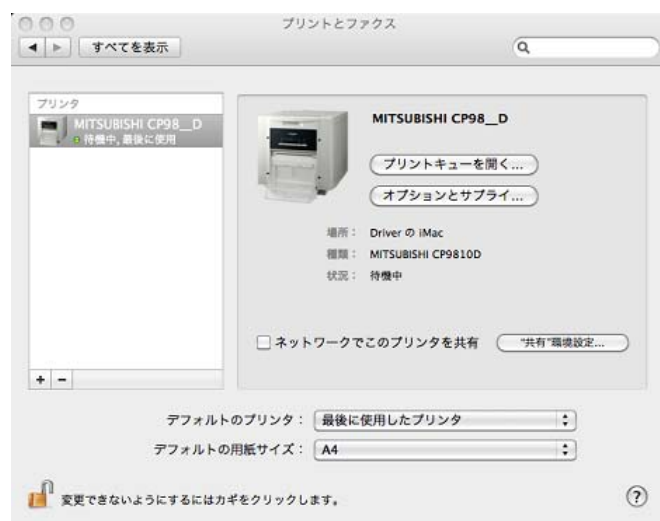 プリントとファクス
すべてを表示
プリンタ
MITSUBISHI CP98__D
待機中, 最後に使用
MITSUBISHI CP98__D
プリントキューを開く...
オプションとサプライ...
場所： Driver の iMac
種類： MITSUBISHI CP9810D
状況： 待機中
ネットワークでこのプリンタを共有 "共有"環境設定...
+ −
デフォルトのプリンタ： 最後に使用したプリンタ
デフォルトの用紙サイズ： A4
変更できないようにするにはカギをクリックします。 ?